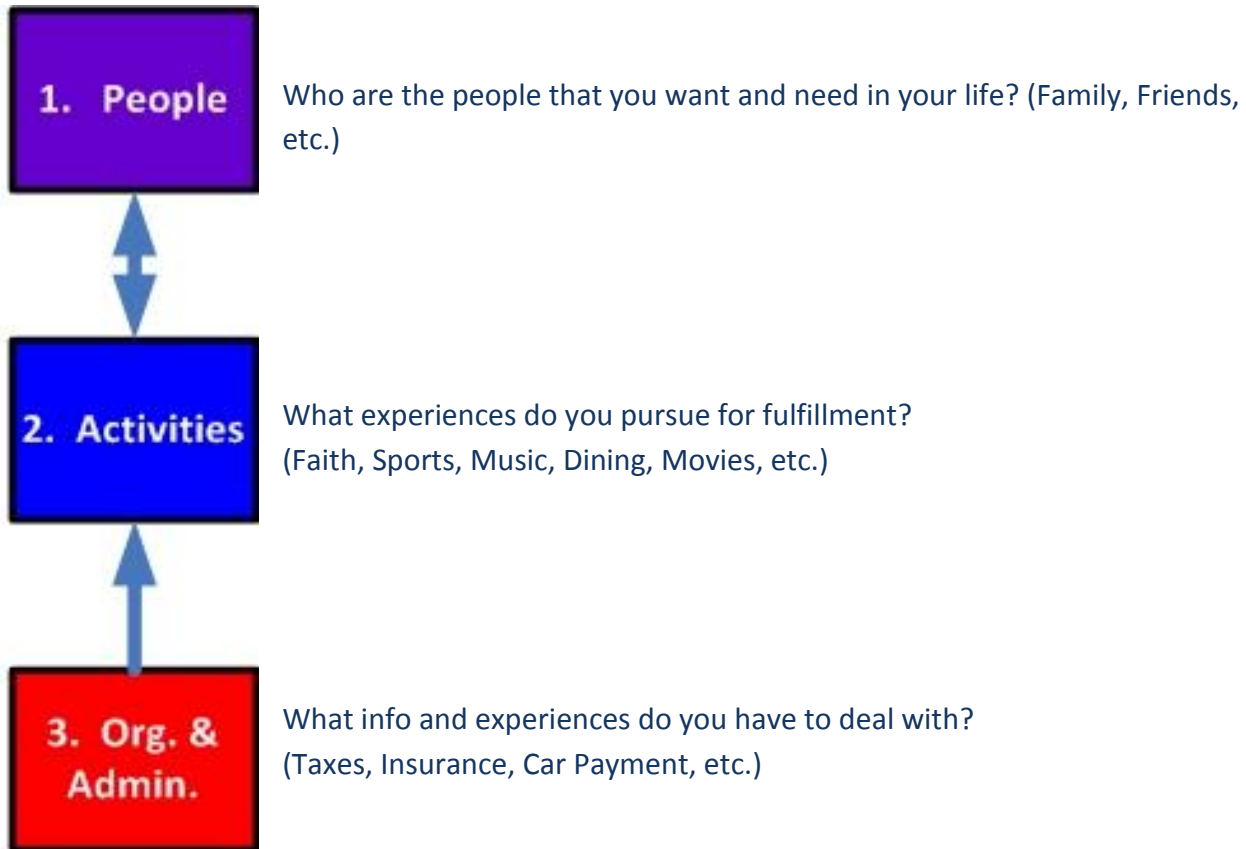 1. People
Who are the people that you want and need in your life? (Family, Friends,
etc.)
2. Activities
What experiences do you pursue for fulfillment?
(Faith, Sports, Music, Dining, Movies, etc.)
3. Org. &
Admin.
What info and experiences do you have to deal with?
(Taxes, Insurance, Car Payment, etc.)